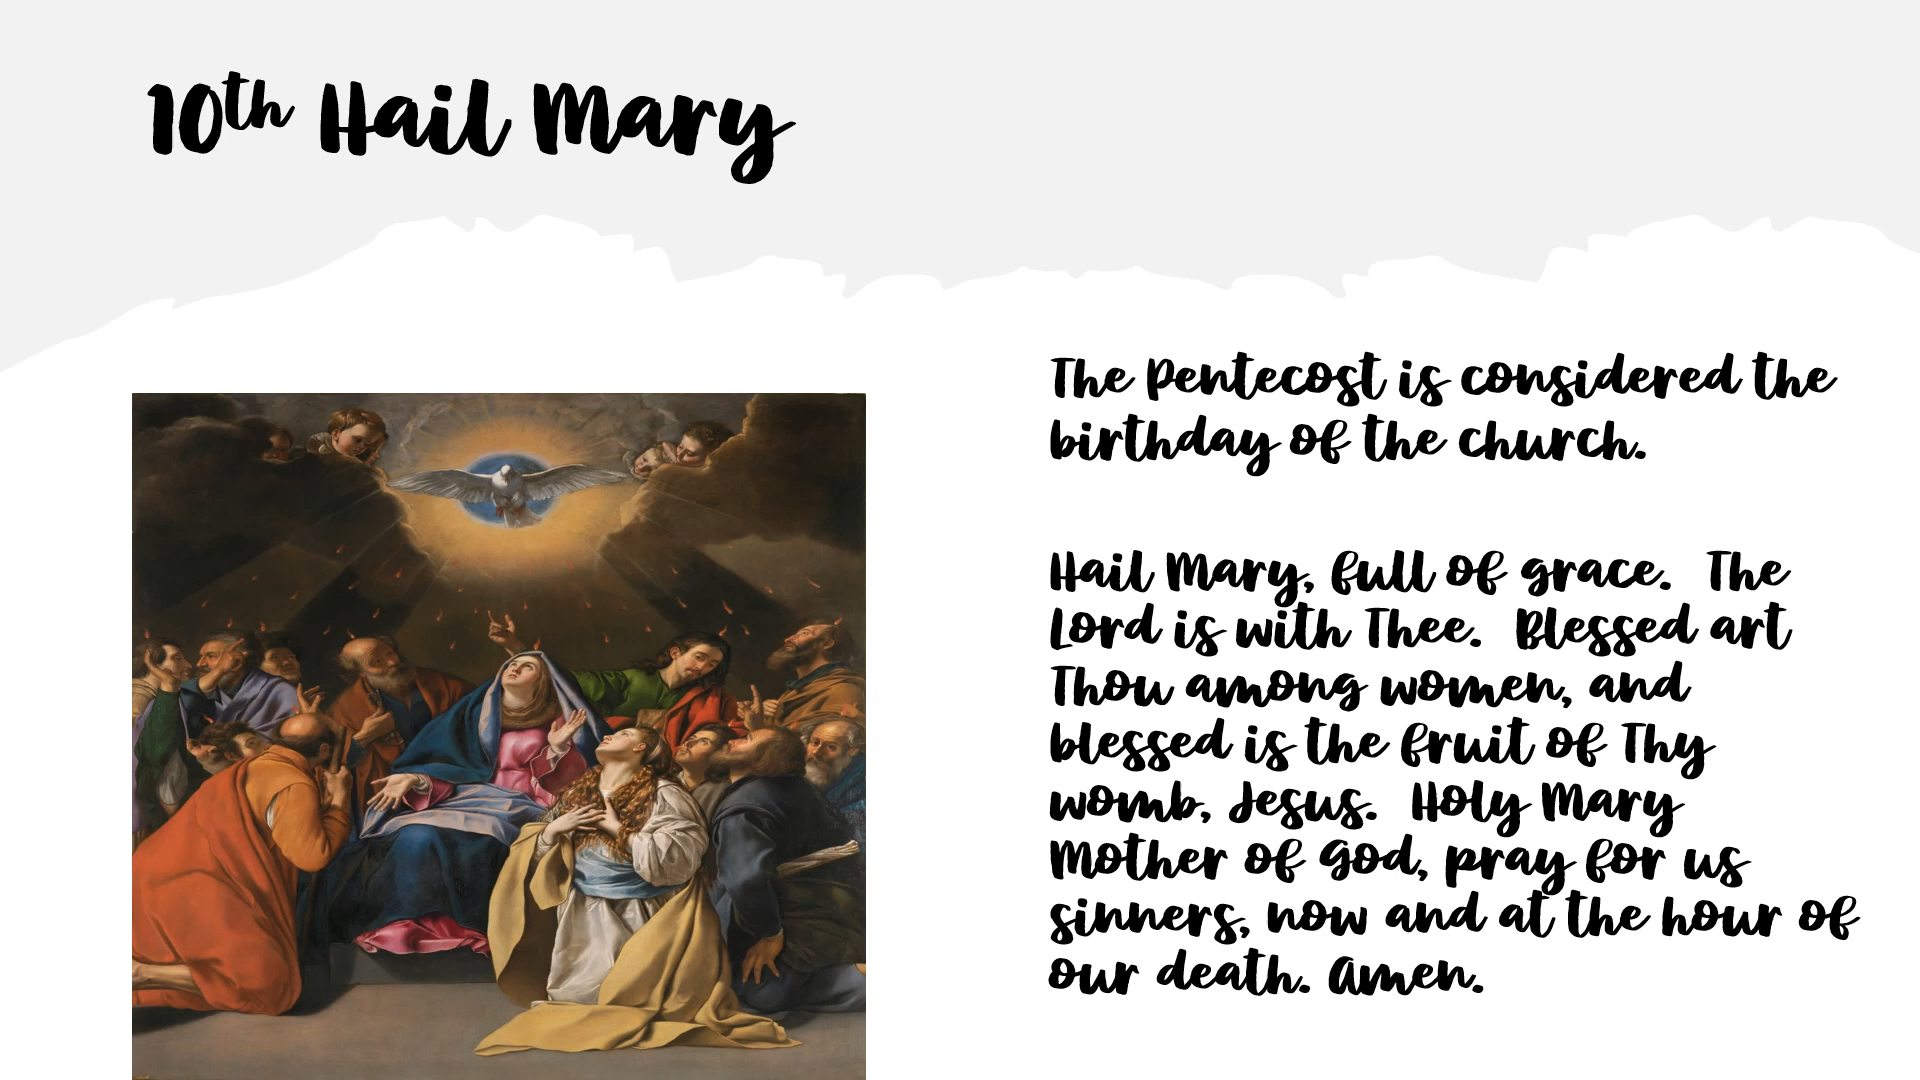 10th Hail Mary
The Pentecost is considered the
birthday of the church.
Hail Mary, full of grace.  The
Lord is with Thee.  Blessed art
Thou among women, and
blessed is the fruit of Thy
womb, Jesus.  Holy Mary
Mother of God, pray for us
sinners, now and at the hour of
our death. Amen.